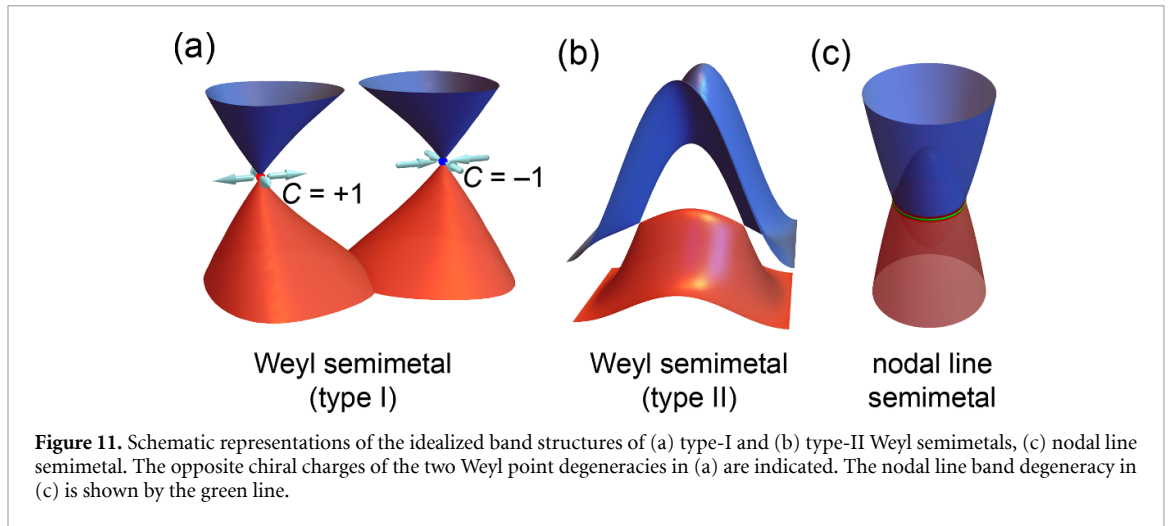 (a)
(b)
(c)
C = +1
C = −1
Weyl semimetal
(type I)
Weyl semimetal
(type II)
nodal line
semimetal
Figure 11. Schematic representations of the idealized band structures of (a) type-I and (b) type-II Weyl semimetals, (c) nodal line
semimetal. The opposite chiral charges of the two Weyl point degeneracies in (a) are indicated. The nodal line band degeneracy in
(c) is shown by the green line.